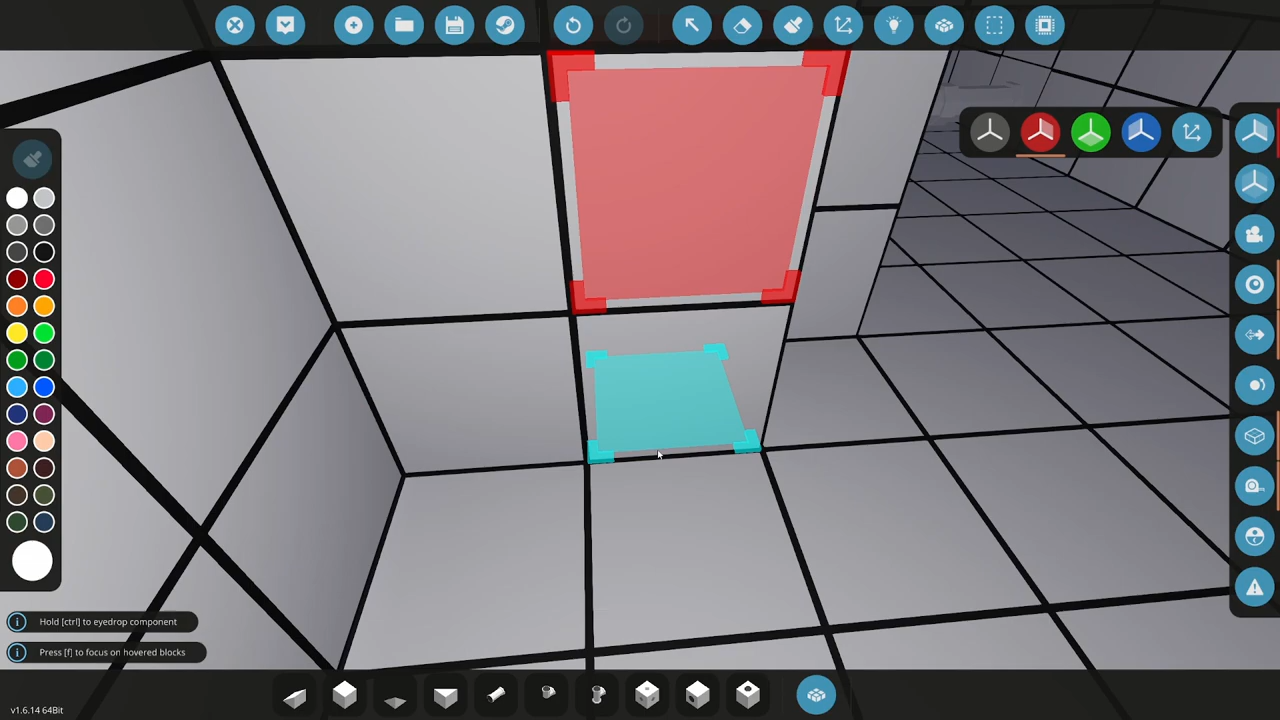 Hold [ctrl] to eyedrop component
Press [f] to focus on hovered blocks
v1.6.14 64Bit